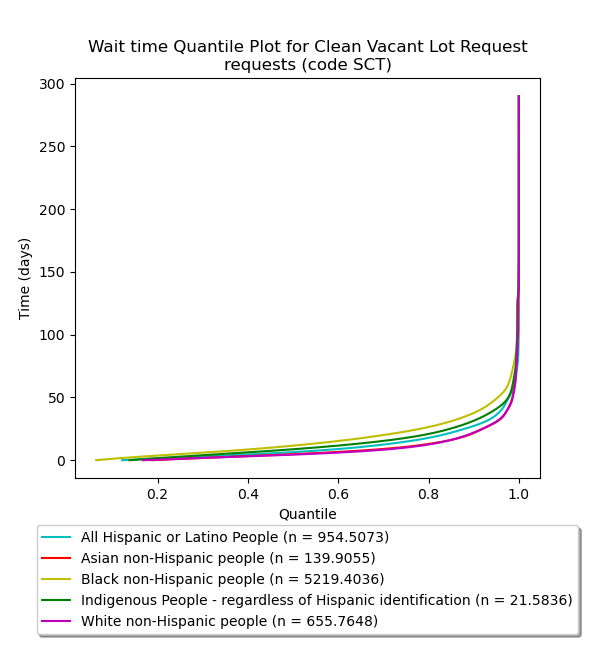 Wait time Quantile Plot for Clean Vacant Lot Request
requests (code SCT)
300
250
200
150
100
50
0
Time (days)
0.2 0.4 0.6 0.8 1.0
Quantile
All Hispanic or Latino People (n = 954.5073)
Asian non-Hispanic people (n = 139.9055)
Black non-Hispanic people (n = 5219.4036)
Indigenous People - regardless of Hispanic identification (n = 21.5836)
White non-Hispanic people (n = 655.7648)